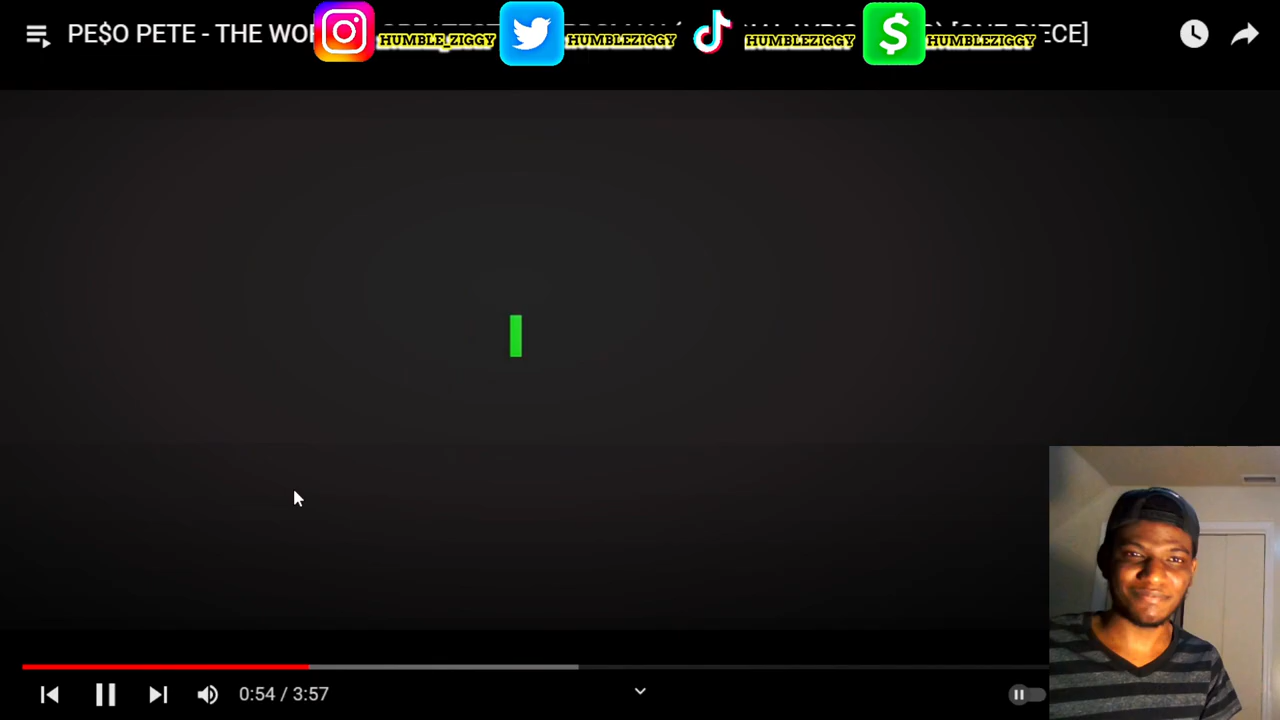 PE$O PETE - THE WO
ECE]
HUMBLE_ZIGGY
HUMBLEZIGGY
HUMBLEZIGGY
$
HUMBLEZIGGY
0:54 / 3:57